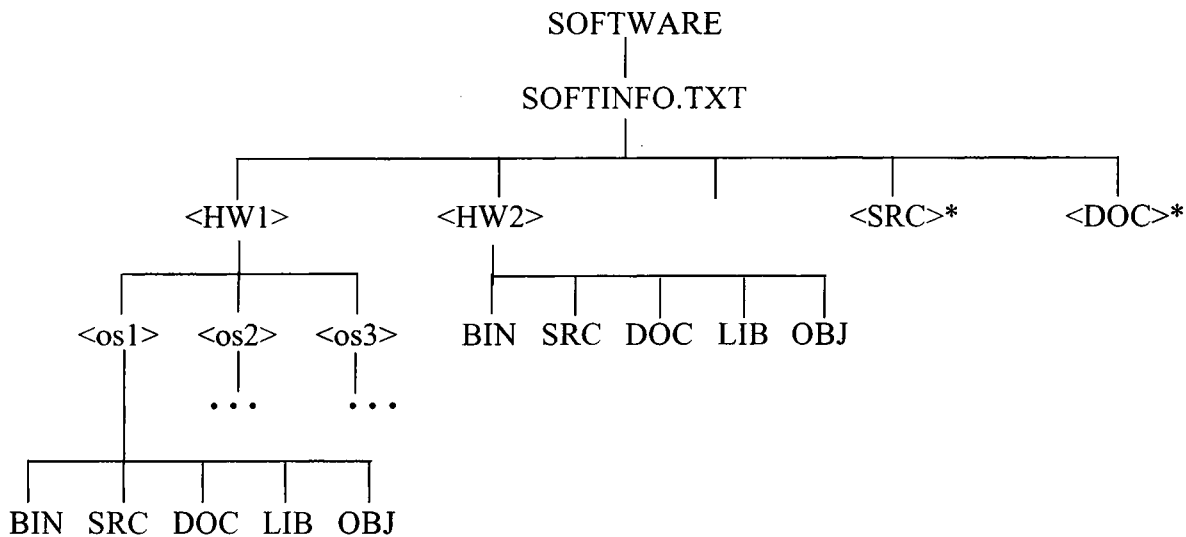 SOFTWARE
SOFTINFO.TXT
<HW1> <HW2> <SRC>* <DOC>*
<os1> <os2> <os3> BIN SRC DOC LIB OBJ
... ...
BIN SRC DOC LIB OBJ